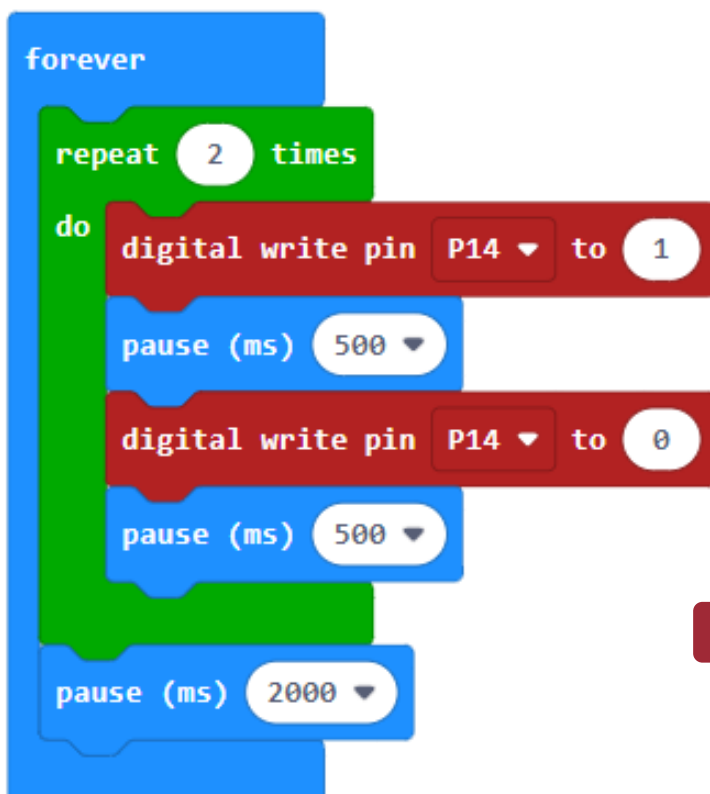 forever
repeat 2 times
do
digital write pin P14 to 1
pause (ms) 500
digital write pin P14 to 0
pause (ms) 500
pause (ms) 2000